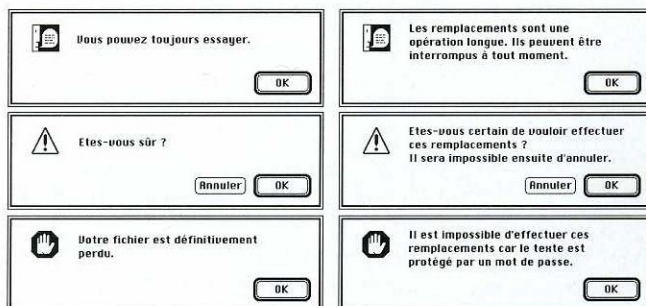 Vous pouvez toujours essayer.
OK
Les remplacements sont une
opération longue. Ils peuvent être
interrompus à tout moment.
OK
Etes-vous sûr ?
Annuler
OK
Etes-vous certain de vouloir effectuer
ces remplacements ?
Il sera impossible ensuite d'annuler.
Annuler
OK
Votre fichier est définitivement
perdu.
OK
Il est impossible d'effectuer ces
remplacements car le texte est
protégé par un mot de passe.
OK